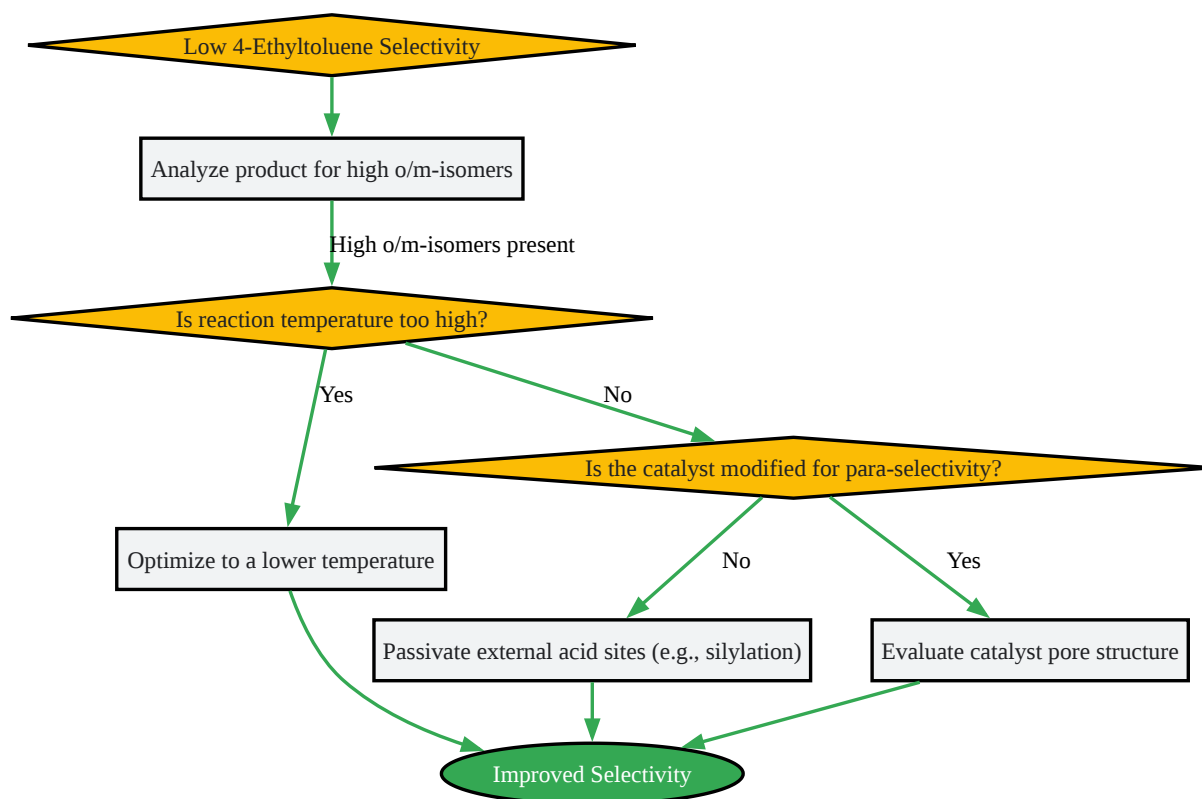 Low 4-Ethyltoluene Selectivity
Analyze product for high o/m-isomers
High o/m-isomers present
Is reaction temperature too high?
Yes
No
Is the catalyst modified for para-selectivity?
Optimize to a lower temperature
No
Yes
Passivate external acid sites (e.g., silylation)
Evaluate catalyst pore structure
Improved Selectivity